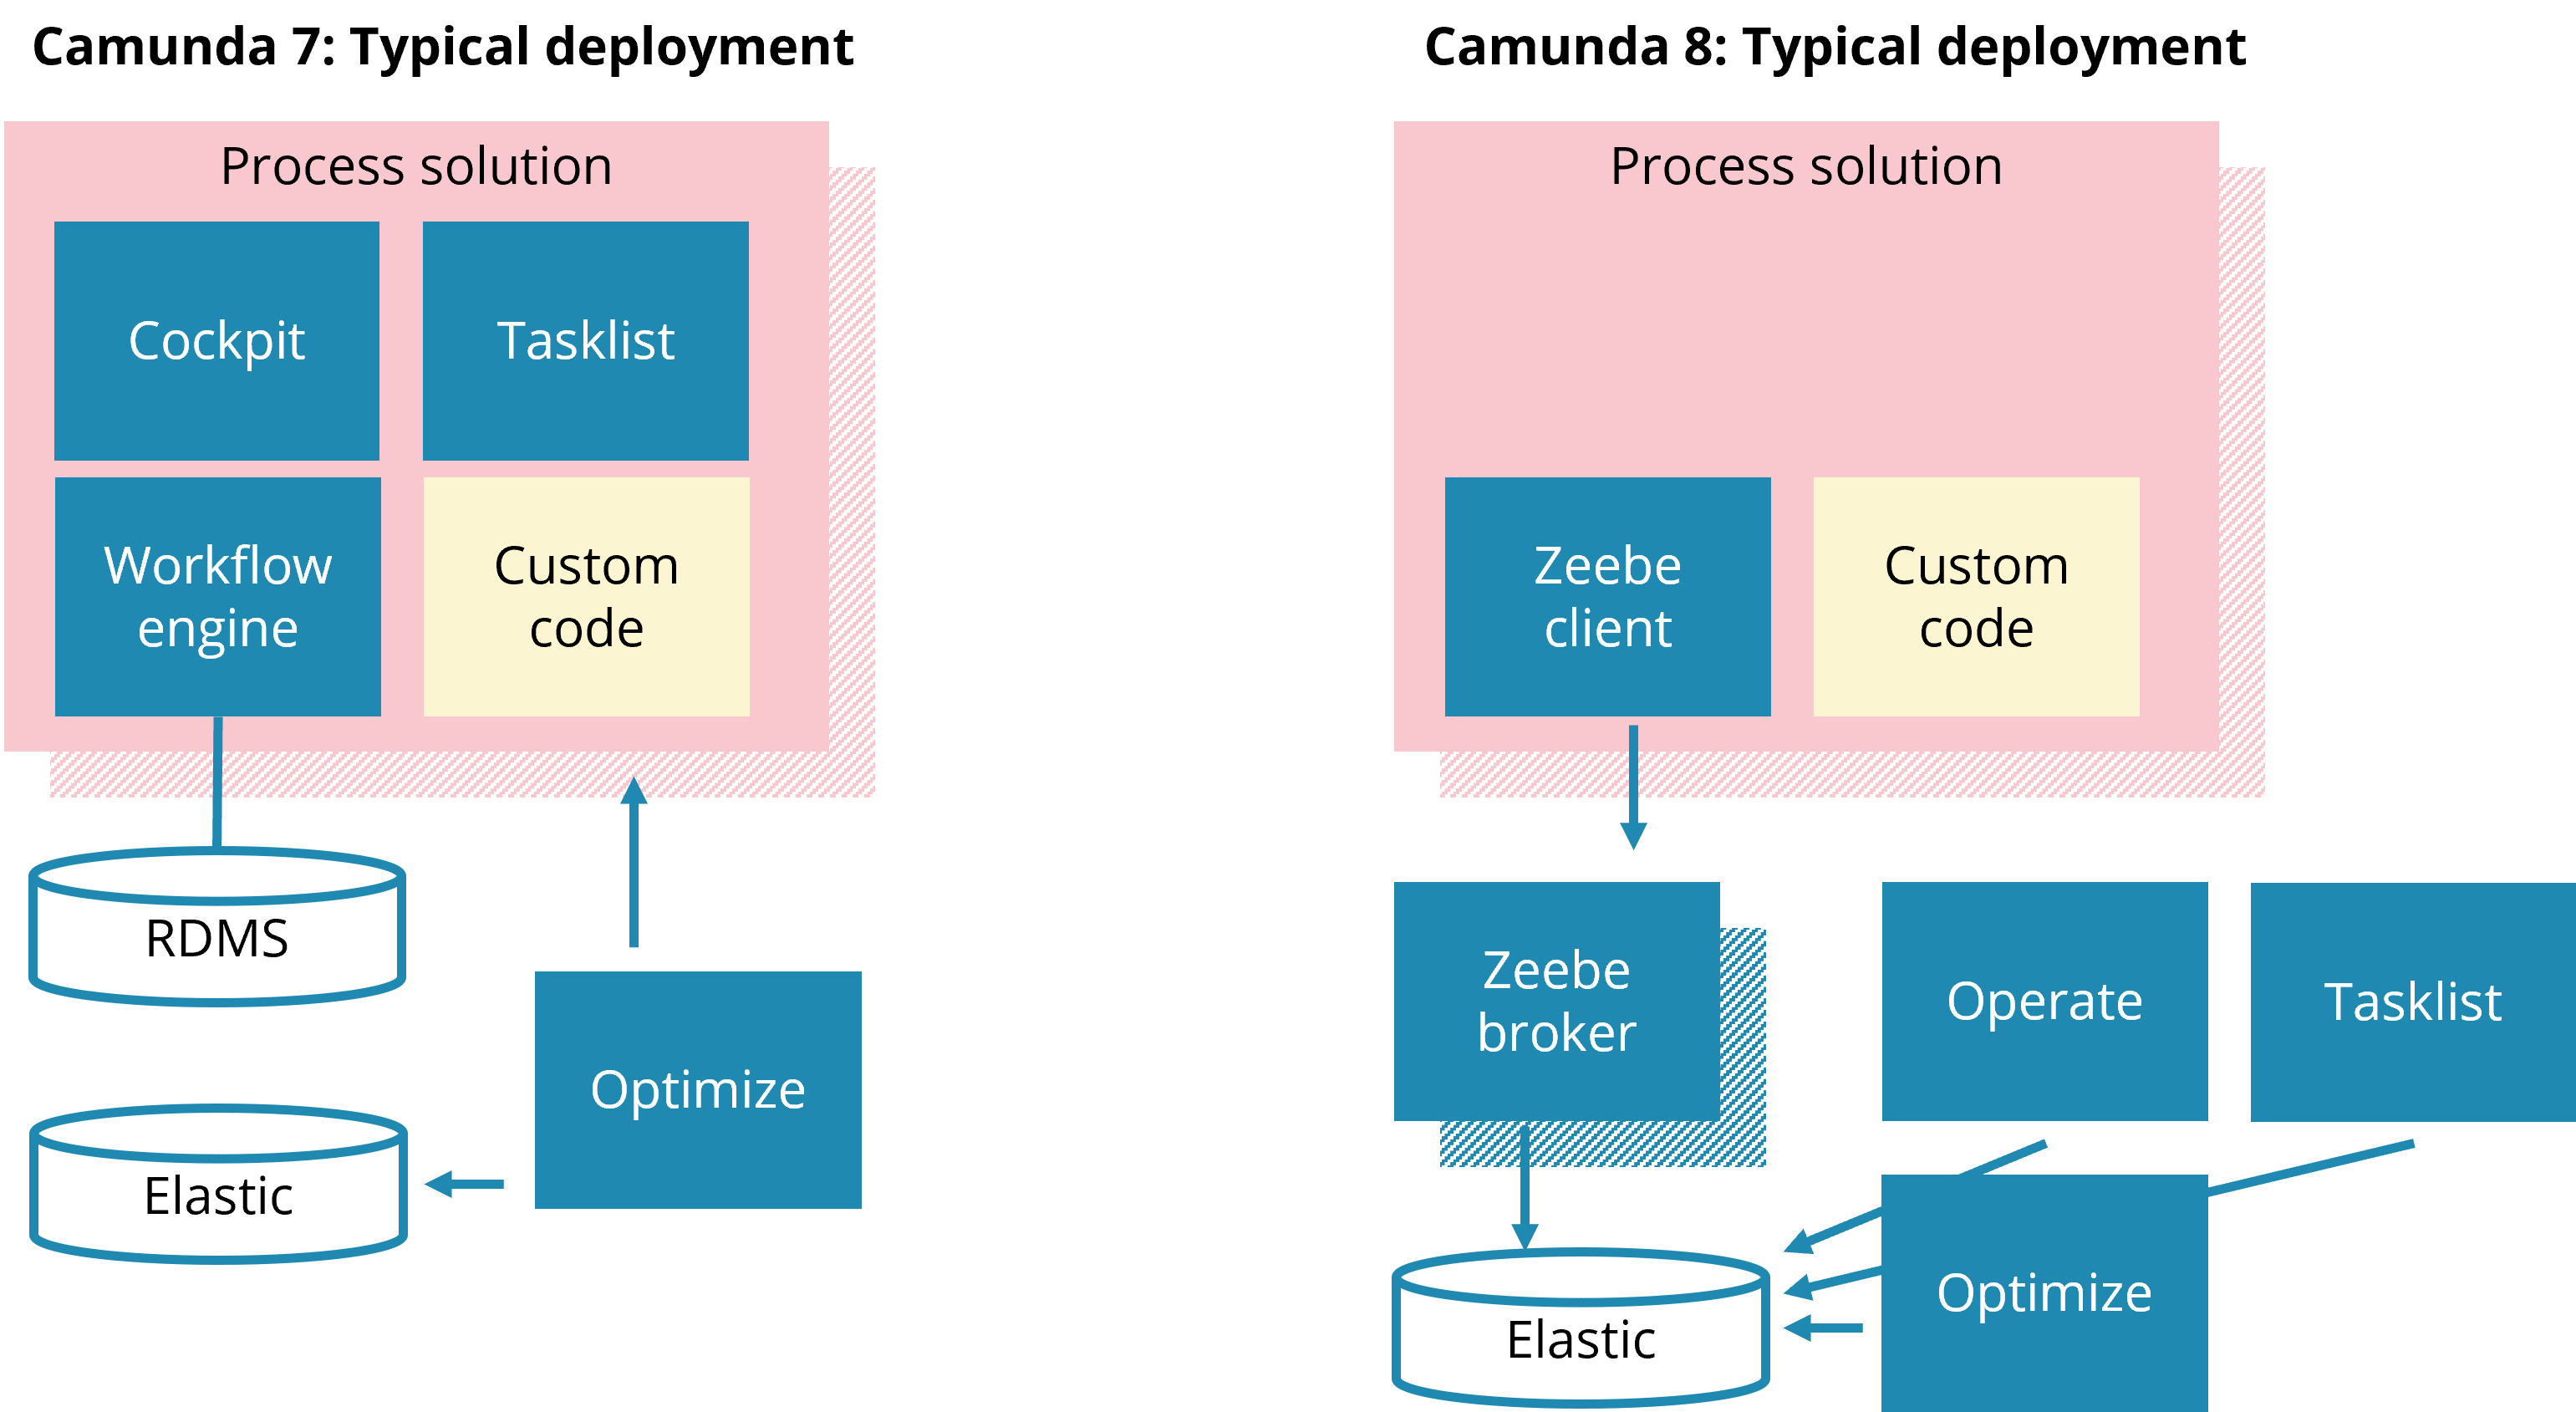 Camunda 7: Typical deployment
Process solution
Cockpit
Tasklist
Workflow
engine
Custom
code
RDMS
Optimize
Elastic
Camunda 8: Typical deployment
Process solution
Zeebe
client
Custom
code
Zeebe
broker
Operate
Tasklist
Optimize
Elastic